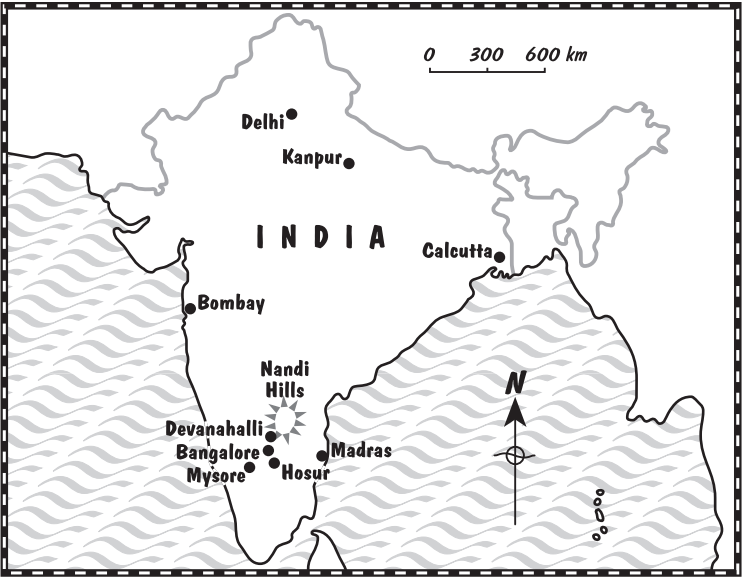 0 300 600 km
Delhi
Kanpur
INDIA
Calcutta
Bombay
Nandi
Hills
N
Devanahalli
Bangalore
Madras
Mysore
Hosur